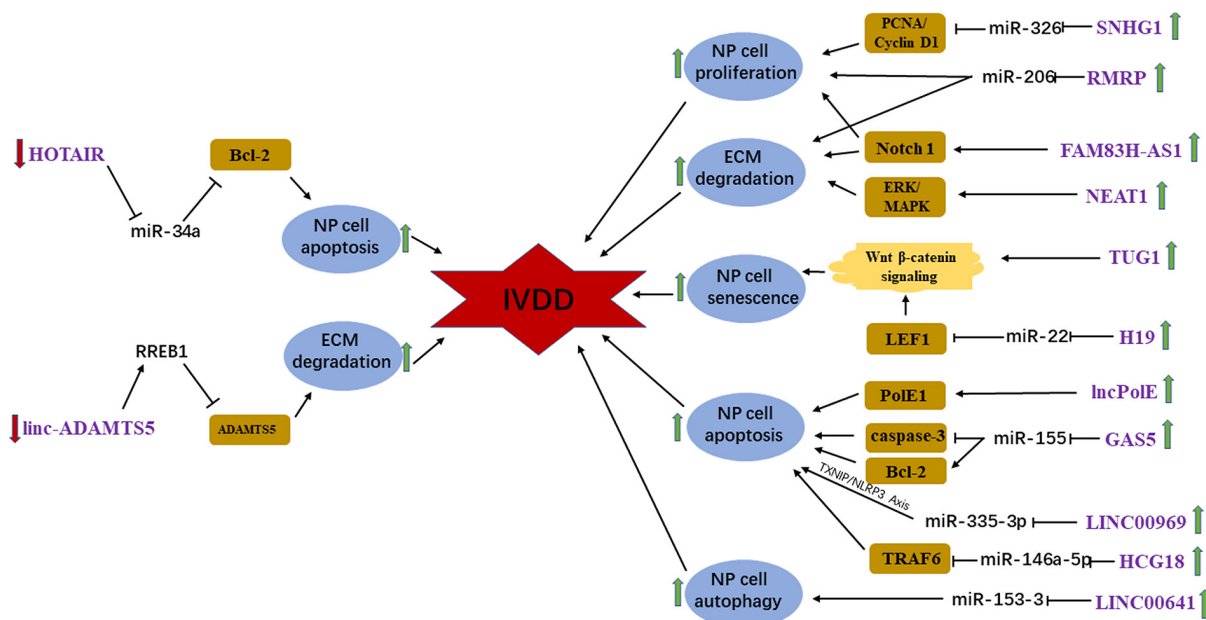 HOTAIR
miR-34a
Bcl-2
NP cell
apoptosis
linc-ADAMTS5
RREB1
ADAMTS5
ECM
degradation
IVDD
NP cell
proliferation
PCNA/
Cyclin D1
miR-326
SNHG1
miR-206
RMRP
ECM
degradation
Notch 1
FAM83H-AS1
ERK/
MAPK
NEAT1
NP cell
senescence
Wnt β-catenin
signaling
TUG1
LEF1
miR-22
H19
NP cell
apoptosis
PolE1
lncPolE
caspase-3
miR-155
GAS5
Bcl-2
TXNIP/NLRP3 Axis
miR-335-3p
LINC00969
TRAF6
miR-146a-5p
HCG18
NP cell
autophagy
miR-153-3
LINC00641